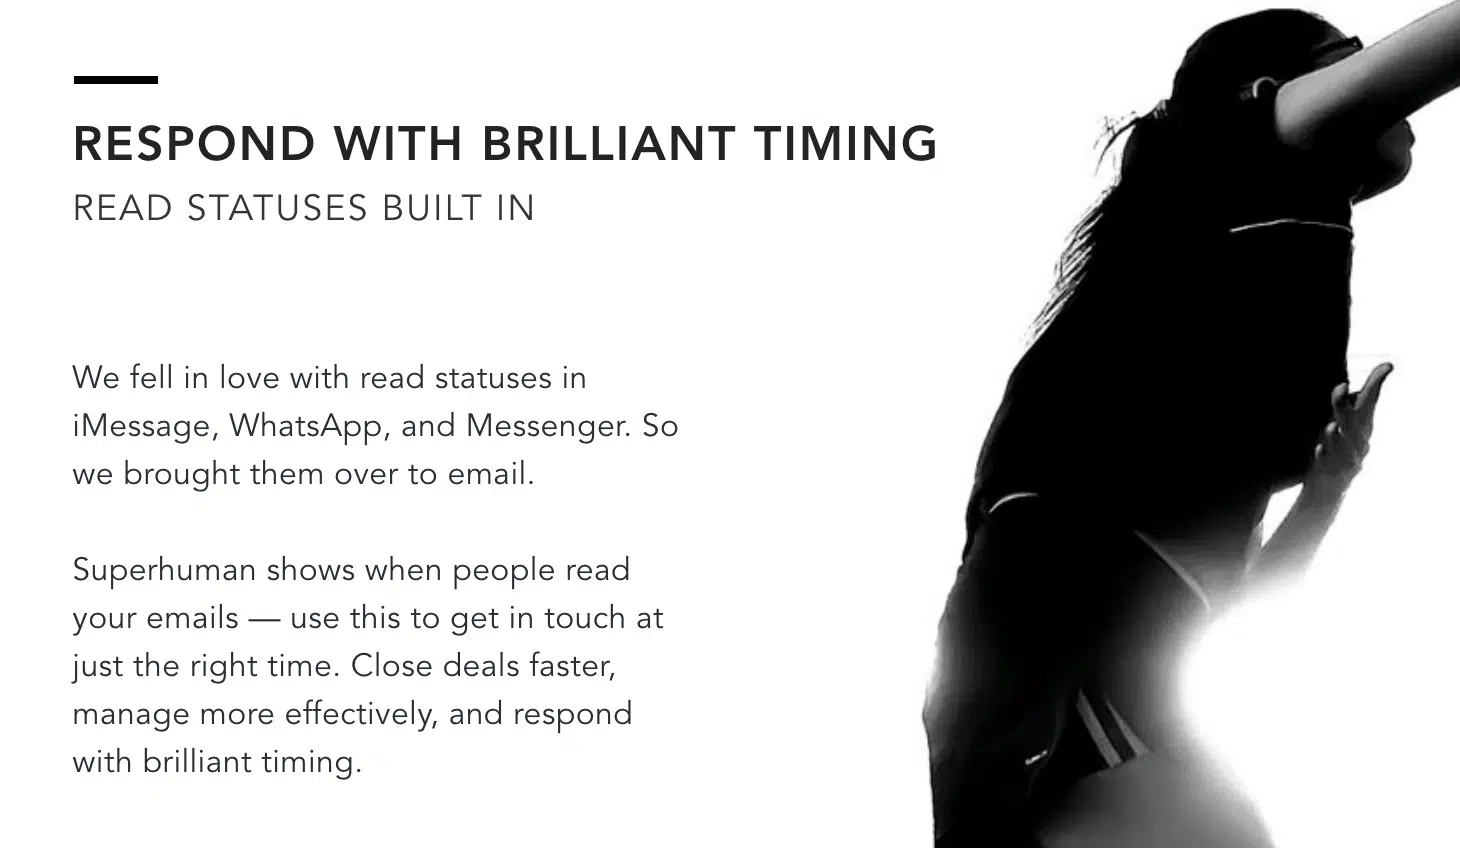 RESPOND WITH BRILLIANT TIMING
READ STATUSES BUILT IN
We fell in love with read statuses in
iMessage, WhatsApp, and Messenger. So
we brought them over to email.
Superhuman shows when people read
your emails — use this to get in touch at
just the right time. Close deals faster,
manage more effectively, and respond
with brilliant timing.